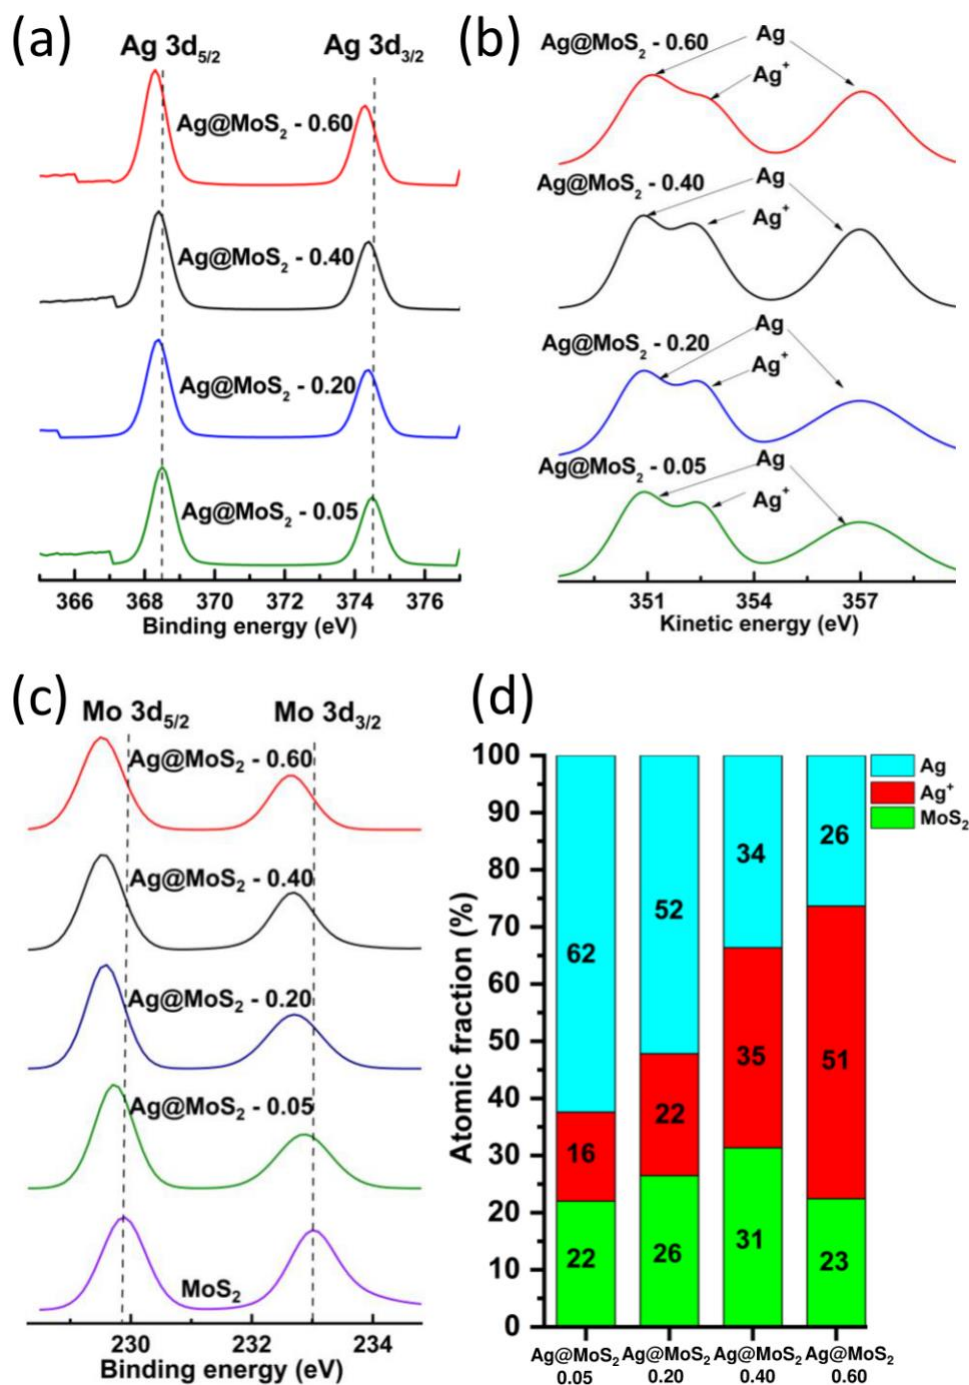 (a)
Ag 3d5/2 Ag 3d3/2
Ag@MoS2 - 0.60
Ag@MoS2 - 0.40
Ag@MoS2 - 0.20
Ag@MoS2 - 0.05
366 368 370 372 374 376
Binding energy (eV)
(b)
Ag@MoS2 - 0.60 Ag
Ag+
Ag@MoS2 - 0.40 Ag
Ag+
Ag@MoS2 - 0.20 Ag
Ag+
Ag@MoS2 - 0.05 Ag
Ag+
351 354 357
Kinetic energy (eV)
(c)
Mo 3d5/2 Mo 3d3/2
Ag@MoS2 - 0.60
Ag@MoS2 - 0.40
Ag@MoS2 - 0.20
Ag@MoS2 - 0.05
MoS2
230 232 234
Binding energy (eV)
(d)
Atomic fraction (%)
100
90
80
70
60
50
40
30
20
10
0
62
16
22
52
22
26
34
35
31
26
51
23
Ag
Ag+
MoS2
Ag@MoS2 Ag@MoS2 Ag@MoS2 Ag@MoS2
0.05 0.20 0.40 0.60